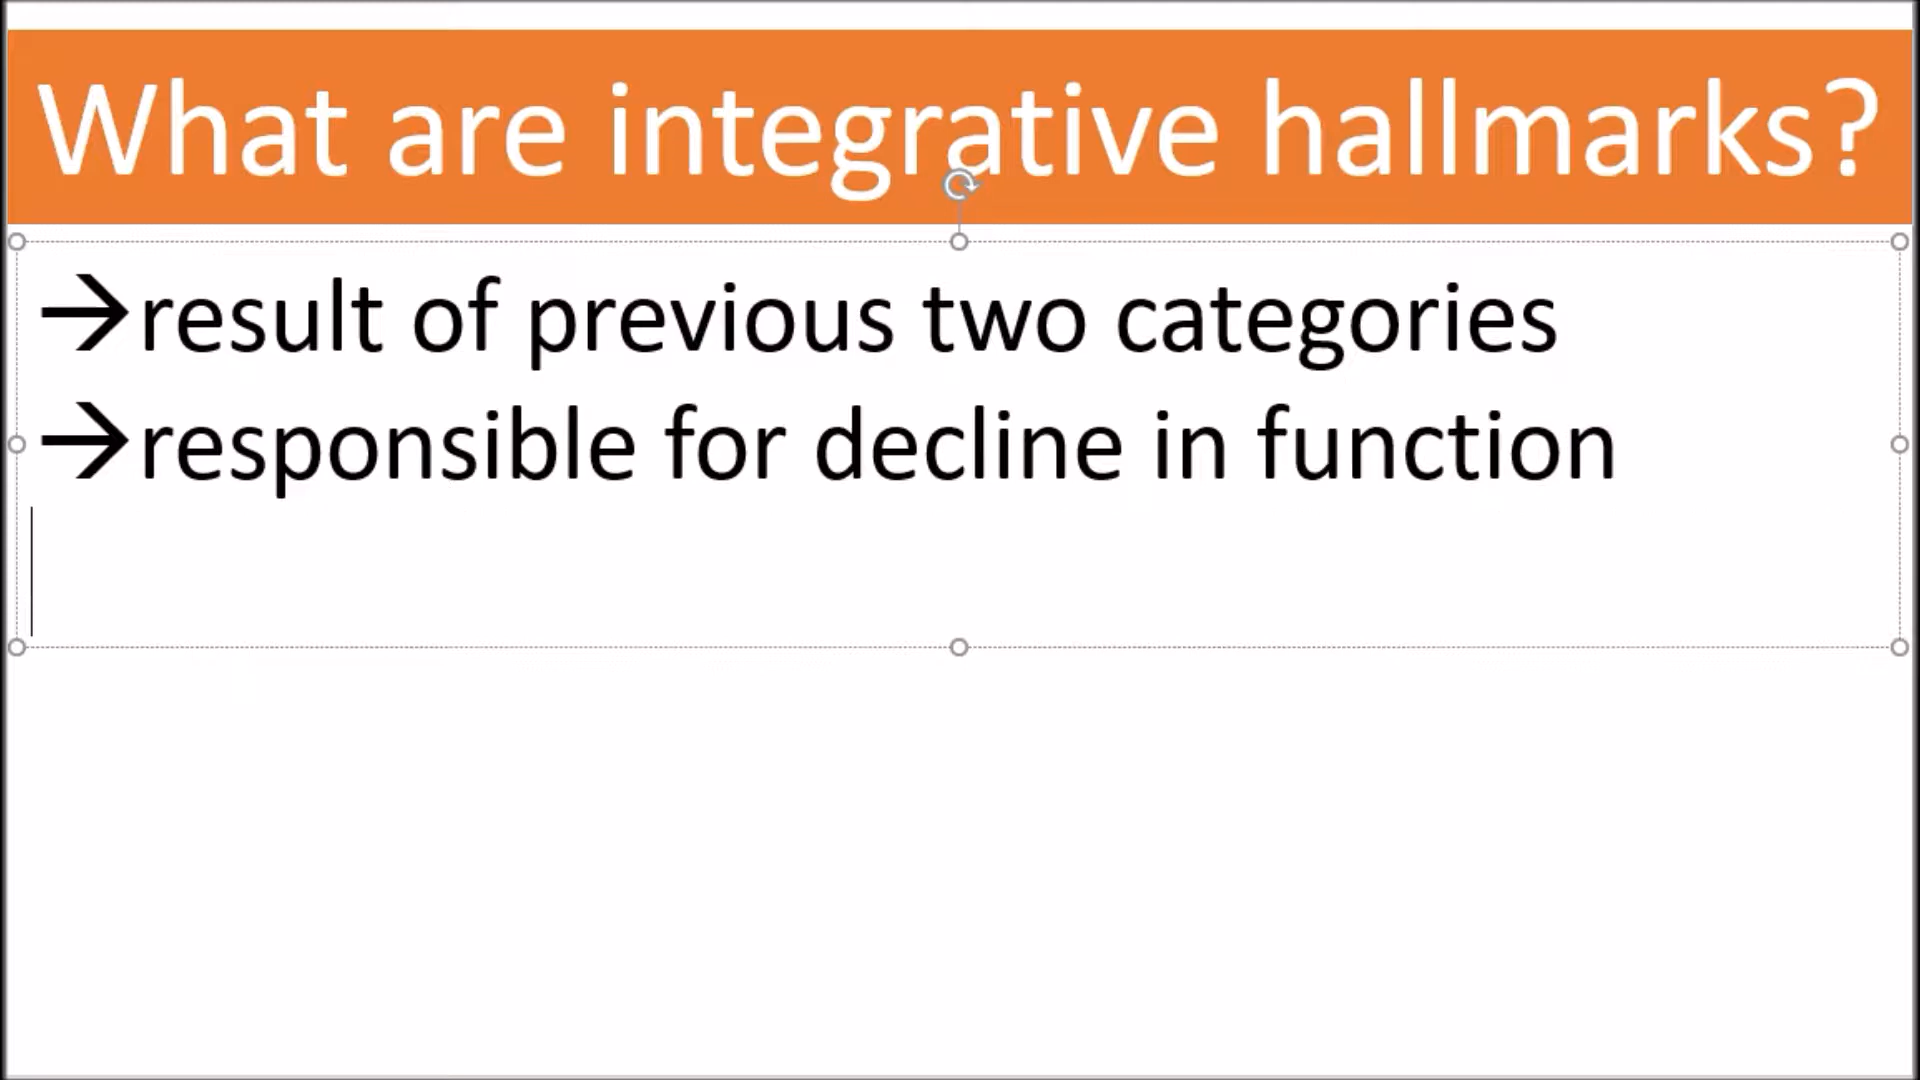 What are integrative hallmarks?
→result of previous two categories
→responsible for decline in function